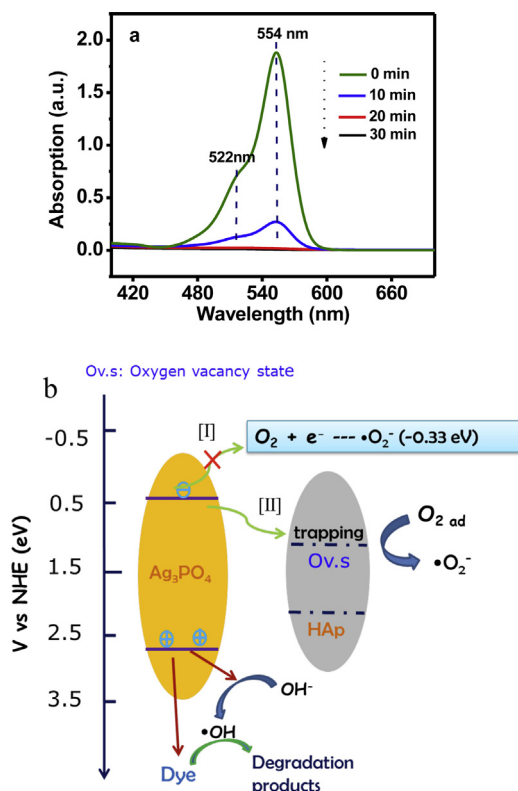 a
554 nm
522nm
0 min
10 min
20 min
30 min
Absorption (a.u.)
2.0
1.5
1.0
0.5
0.0
420 480 540 600 660
Wavelength (nm)
b
Ov.s: Oxygen vacancy state
[I]
O₂ + e⁻ --- •O₂⁻ (-0.33 eV)
-0.5
0.5
1.5
2.5
3.5
V vs NHE (eV)
[II]
Ag₃PO₄
trapping
Ov.s
HAp
O₂ ad
•O₂⁻
OH⁻
•OH
Dye
Degradation
products